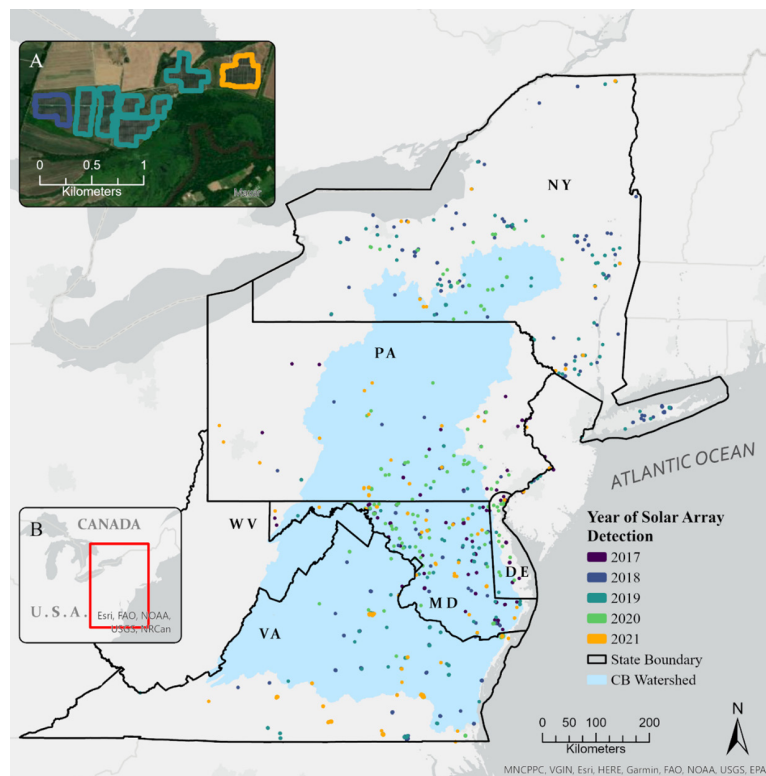 A
0 0.5 1
Kilometers
Maxar
NY
PA
ATLANTIC OCEAN
WV
DE
MD
VA
B
CANADA
U.S.A.
Esri, FAO, NOAA,
USGS, NRCan
Year of Solar Array
Detection
2017
2018
2019
2020
2021
State Boundary
CB Watershed
N
0 50 100 200
Kilometers
MNCPPC, VGIN, Esri, HERE, Garmin, FAO, NOAA, USGS, EPA